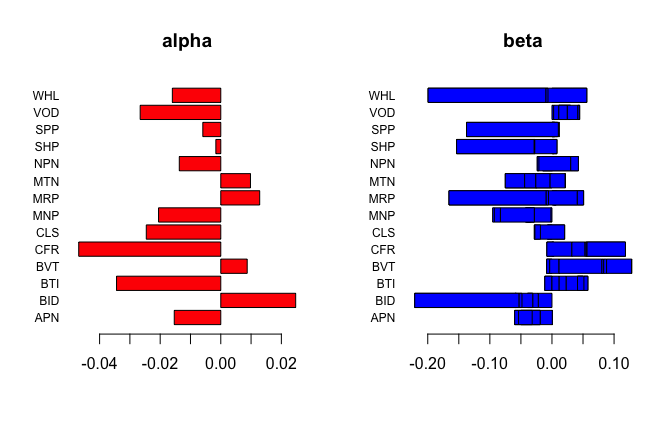 alpha
WHL
VOD
SPP
SHP
NPN
MTN
MRP
MNP
CLS
CFR
BVT
BTI
BID
APN
-0.04 -0.02 0.00 0.02
beta
WHL
VOD
SPP
SHP
NPN
MTN
MRP
MNP
CLS
CFR
BVT
BTI
BID
APN
-0.20 -0.10 0.00 0.10